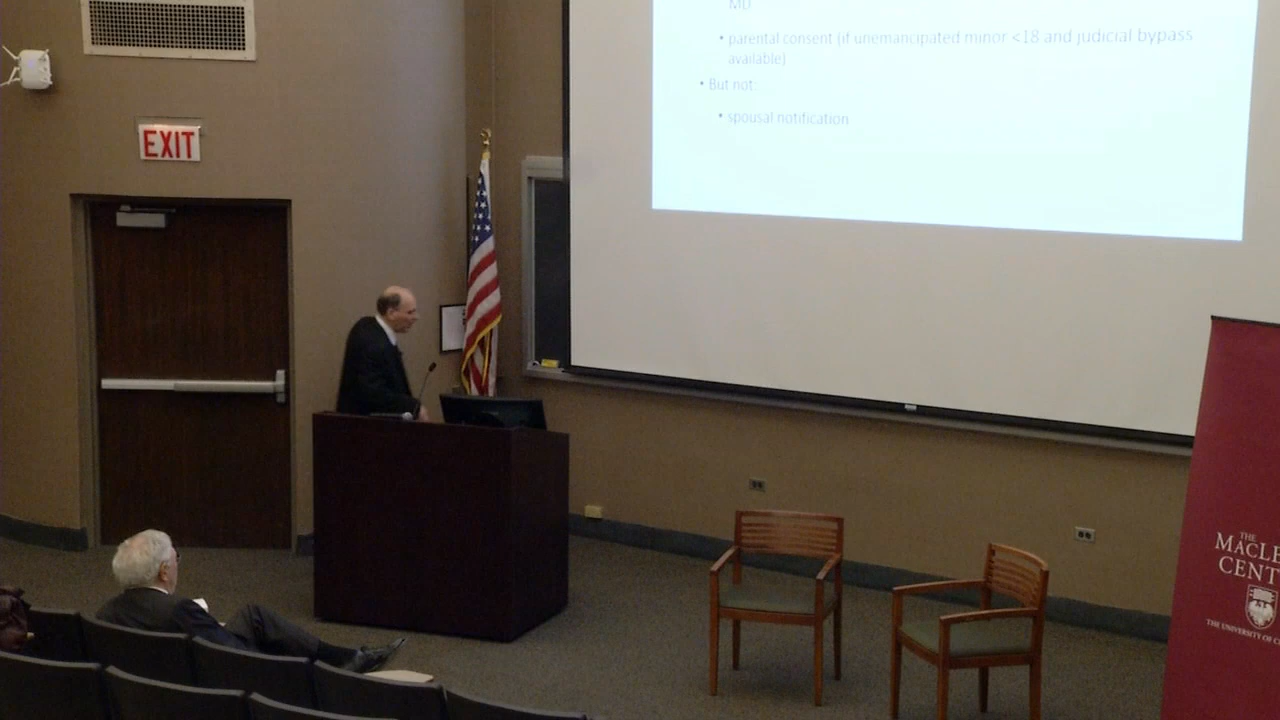 MD
• parental consent (if unemancipated minor <18 and judicial bypass
available)
• But not:
• spousal notification
EXIT
THE
MACLE
CENT
THE UNIVERSITY OF C